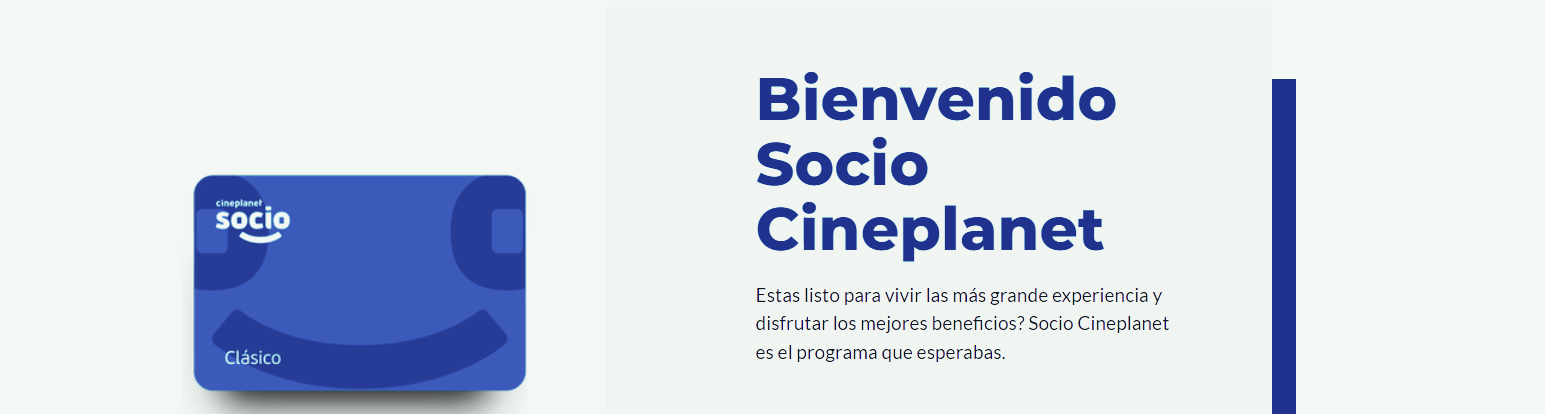 cineplanet
socio
Clásico
Bienvenido
Socio
Cineplanet
Estas listo para vivir las más grande experiencia y
disfrutar los mejores beneficios? Socio Cineplanet
es el programa que esperabas.